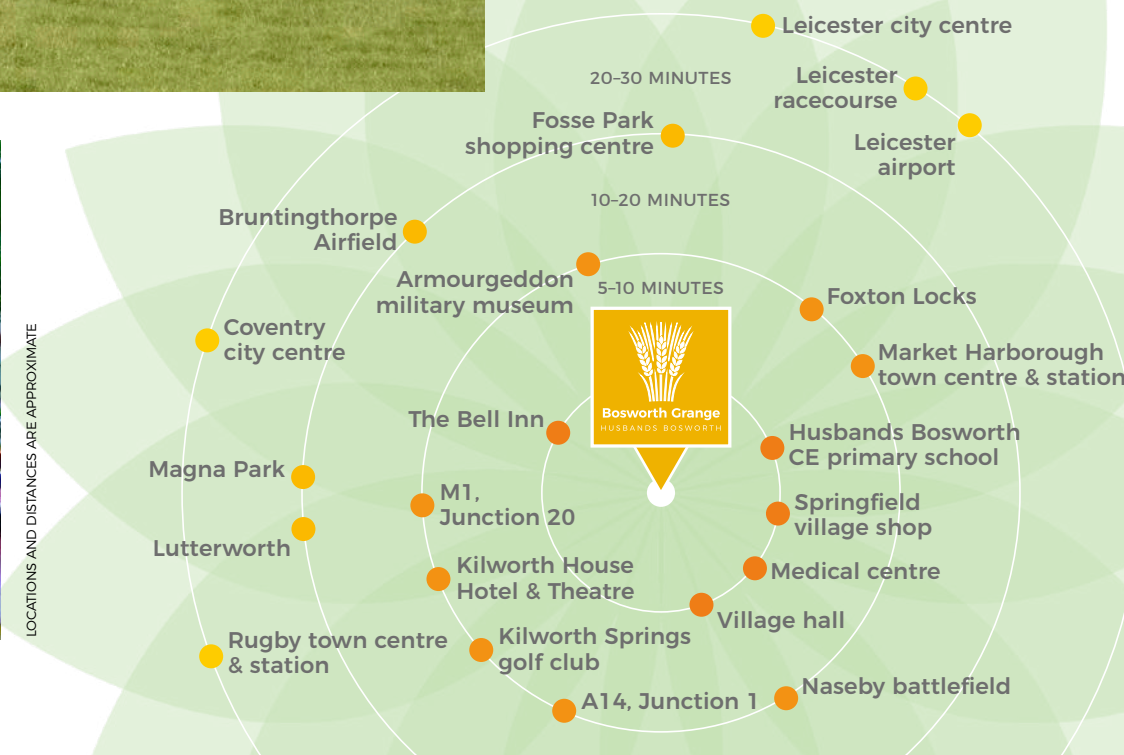 Leicester city centre
20–30 MINUTES
Leicester
racecourse
Fosse Park
shopping centre
Leicester
airport
10–20 MINUTES
Bruntingthorpe
Airfield
Armourgeddon
military museum
5–10 MINUTES
Foxton Locks
Coventry
city centre
Market Harborough
town centre & station
The Bell Inn
Bosworth Grange
HUSBANDS BOSWORTH
Husbands Bosworth
CE primary school
Magna Park
M1,
Junction 20
Springfield
village shop
Lutterworth
Kilworth House
Hotel & Theatre
Medical centre
Village hall
Rugby town centre
& station
Kilworth Springs
golf club
A14, Junction 1
Naseby battlefield
LOCATIONS AND DISTANCES ARE APPROXIMATE